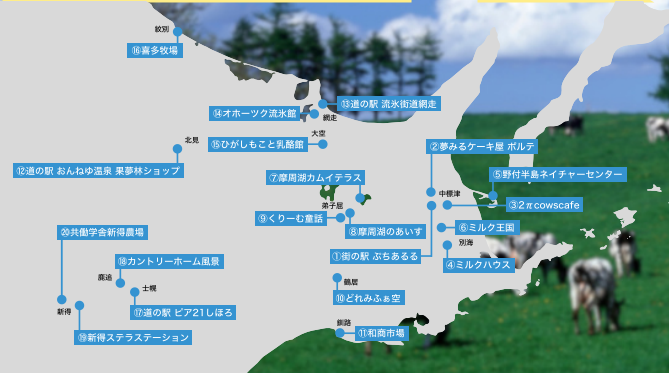 紋別
⑯喜多牧場
⑬道の駅 流氷街道網走
⑭オホーツク流氷館
網走
大空
北見
⑮ひがしもこと乳酪館
②夢みるケーキ屋 ボルテ
⑫道の駅 おんねゆ温泉 果夢林ショップ
⑤野付半島ネイチャーセンター
⑦摩周湖カムイテラス
中標津
弟子屈
③2πcowscafe
⑨くりーむ童話
⑧摩周湖のあいす
⑥ミルク王国
⑳共働学舎新得農場
別海
①街の駅 ぷちあるる
⑱カントリーホーム風景
④ミルクハウス
鹿追
鶴居
士幌
⑩どれみふぁ空
新得
⑰道の駅 ピア21しほろ
釧路
⑪和商市場
⑲新得ステラステーション